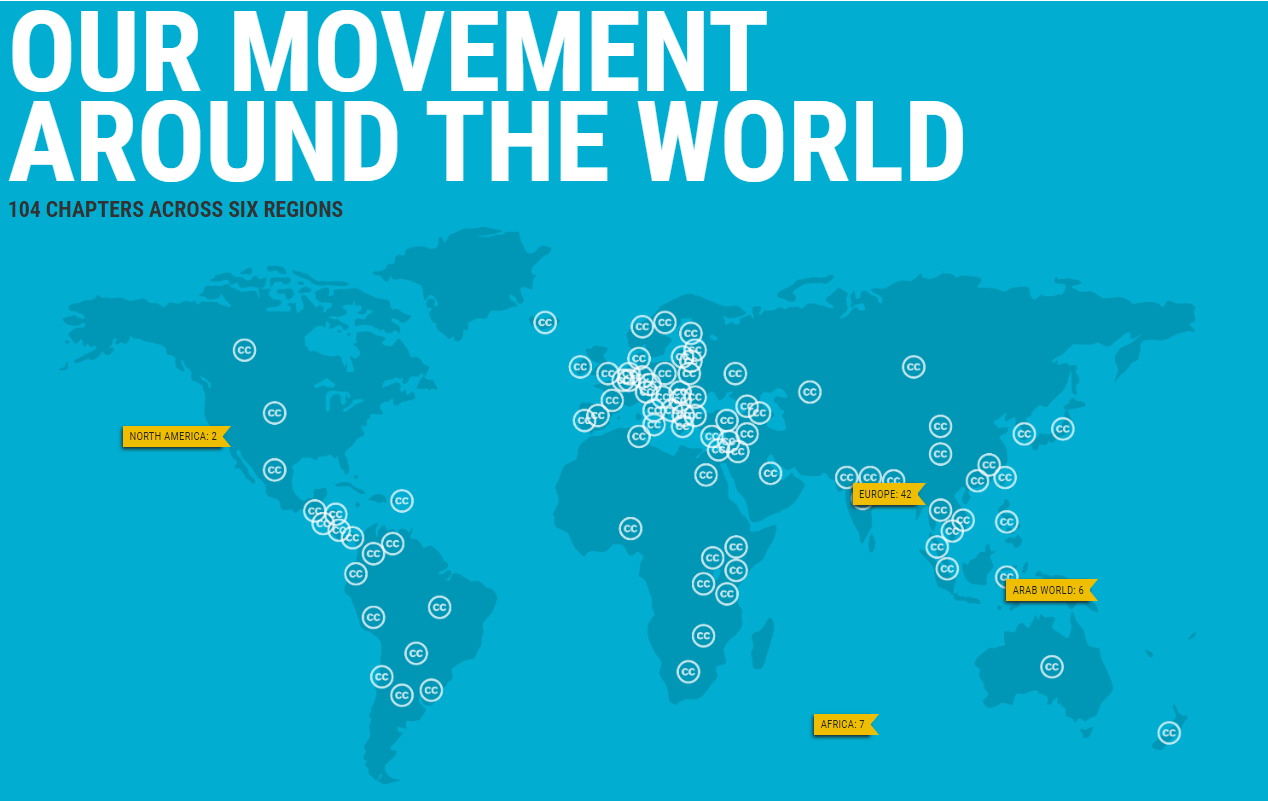 OUR MOVEMENT
AROUND THE WORLD
104 CHAPTERS ACROSS SIX REGIONS
NORTH AMERICA: 2
EUROPE: 42
ARAB WORLD: 6
AFRICA: 7